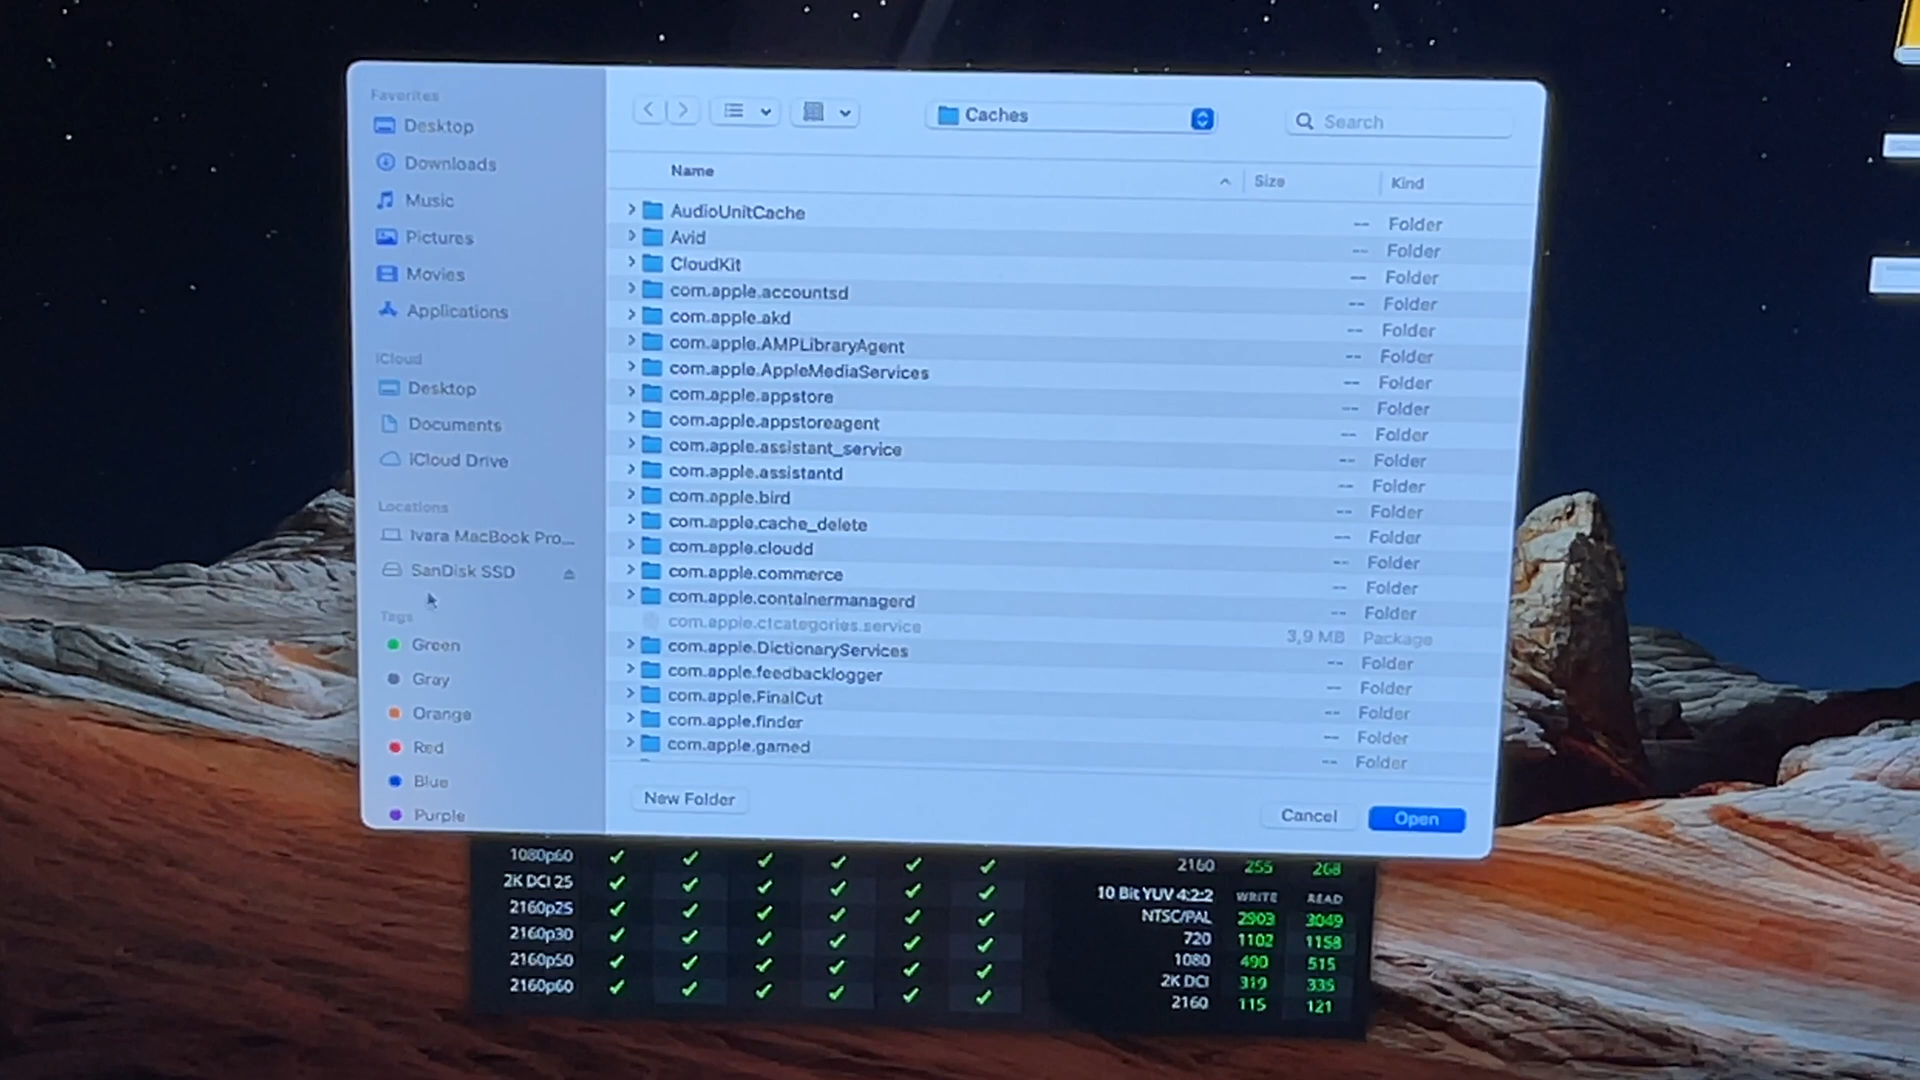 Favorites
Desktop
Downloads
Music
Pictures
Movies
Applications
iCloud
Desktop
Documents
iCloud Drive
Locations
Ivara MacBook Pro...
SanDisk SSD
Tags
Green
Gray
Orange
Red
Blue
Purple
Caches
Search
Name Size Kind
AudioUnitCache -- Folder
Avid -- Folder
CloudKit -- Folder
com.apple.accountsd -- Folder
com.apple.akd -- Folder
com.apple.AMPLibraryAgent -- Folder
com.apple.AppleMediaServices -- Folder
com.apple.appstore -- Folder
com.apple.appstoreagent -- Folder
com.apple.assistant_service -- Folder
com.apple.assistantd -- Folder
com.apple.bird -- Folder
com.apple.cache_delete -- Folder
com.apple.cloudd -- Folder
com.apple.commerce -- Folder
com.apple.containermanagerd -- Folder
com.apple.ctcategories.service 3,9 MB Package
com.apple.DictionaryServices -- Folder
com.apple.feedbacklogger -- Folder
com.apple.FinalCut -- Folder
com.apple.finder -- Folder
com.apple.gamed -- Folder
New Folder Cancel Open
1080p60
2K DCI 25
2160p25
2160p30
2160p50
2160p60
2160 255 268
10 Bit YUV 4:2:2 WRITE READ
NTSC/PAL 2903 3049
720 1102 1158
1080 490 515
2K DCI 319 335
2160 115 121